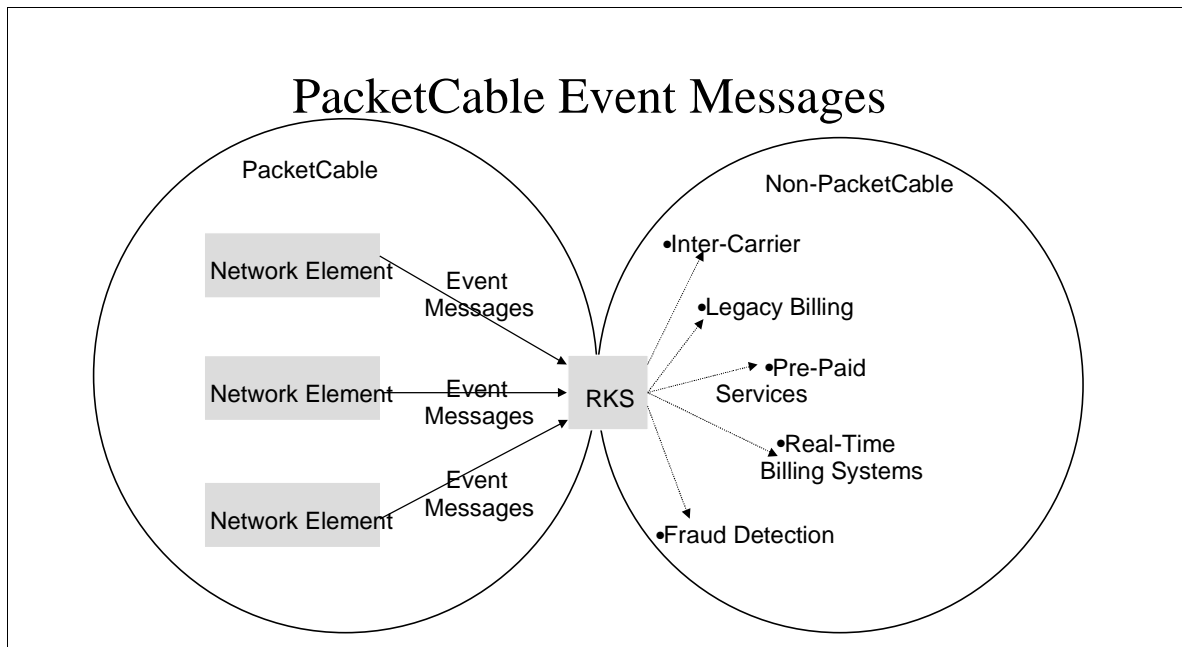 PacketCable Event Messages
PacketCable
Non-PacketCable
Network Element
Event
Messages
Network Element
Event
Messages
Network Element
Event
Messages
RKS
•Inter-Carrier
•Legacy Billing
•Pre-Paid
Services
•Real-Time
Billing Systems
•Fraud Detection